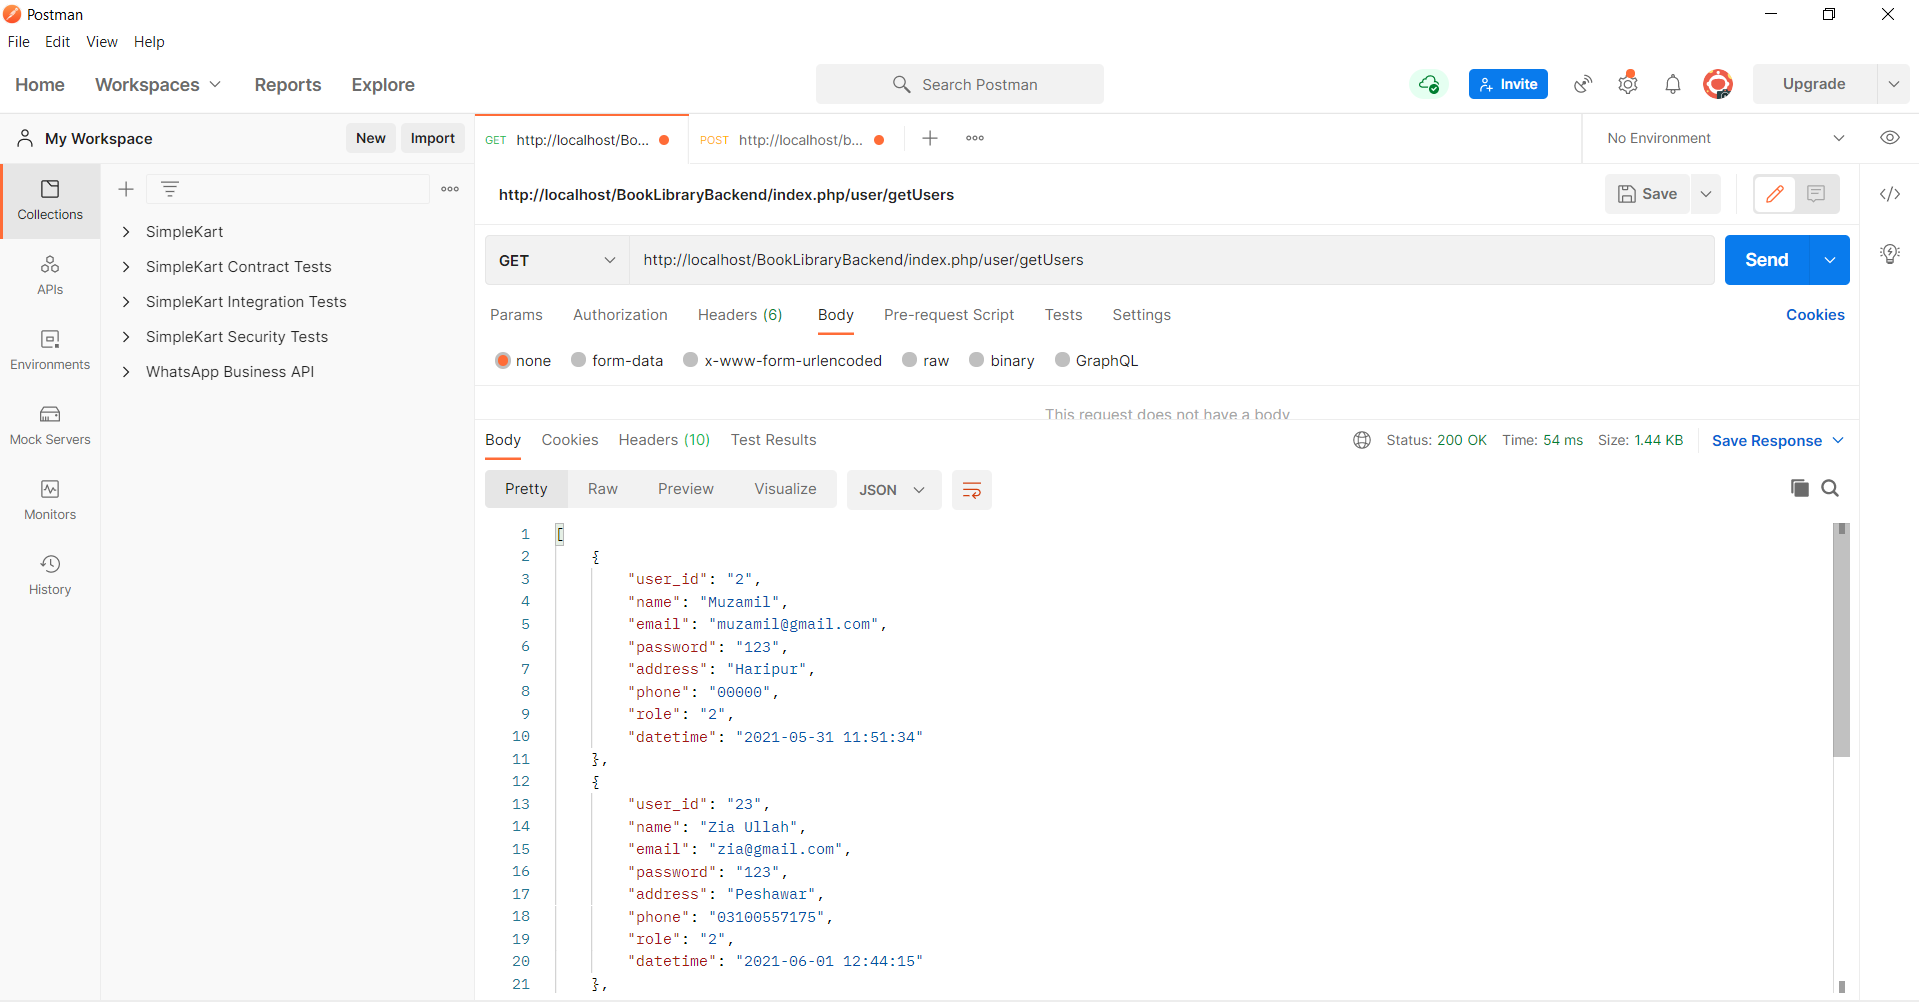 Postman
File Edit View Help
Home Workspaces Reports Explore
Search Postman
Invite
Upgrade
My Workspace
New Import
GET http://localhost/Bo...
POST http://localhost/b...
No Environment
Collections
APIs
Environments
Mock Servers
Monitors
History
SimpleKart
SimpleKart Contract Tests
SimpleKart Integration Tests
SimpleKart Security Tests
WhatsApp Business API
http://localhost/BookLibraryBackend/index.php/user/getUsers
Save
GET http://localhost/BookLibraryBackend/index.php/user/getUsers
Send
Params Authorization Headers (6) Body Pre-request Script Tests Settings
Cookies
none form-data x-www-form-urlencoded raw binary GraphQL
This request does not have a body
Body Cookies Headers (10) Test Results
Status: 200 OK Time: 54 ms Size: 1.44 KB Save Response
Pretty Raw Preview Visualize JSON
1 [
2 {
3 "user_id": "2",
4 "name": "Muzamil",
5 "email": "muzamil@gmail.com",
6 "password": "123",
7 "address": "Haripur",
8 "phone": "00000",
9 "role": "2",
10 "datetime": "2021-05-31 11:51:34"
11 },
12 {
13 "user_id": "23",
14 "name": "Zia Ullah",
15 "email": "zia@gmail.com",
16 "password": "123",
17 "address": "Peshawar",
18 "phone": "03100557175",
19 "role": "2",
20 "datetime": "2021-06-01 12:44:15"
21 },